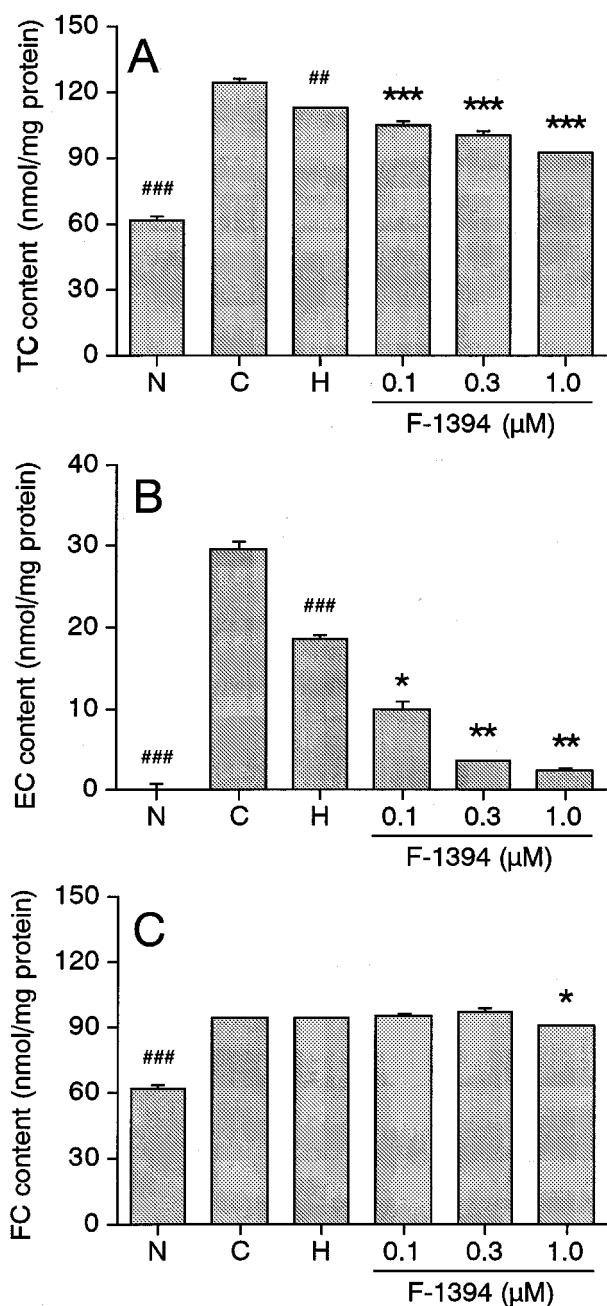 A
TC content (nmol/mg protein)
150
120
90
60
30
0
###
##
***
***
***
N C H 0.1 0.3 1.0
F-1394 (µM)
B
EC content (nmol/mg protein)
40
30
20
10
0
###
###
*
**
**
N C H 0.1 0.3 1.0
F-1394 (µM)
C
FC content (nmol/mg protein)
150
120
90
60
30
0
###
*
N C H 0.1 0.3 1.0
F-1394 (µM)